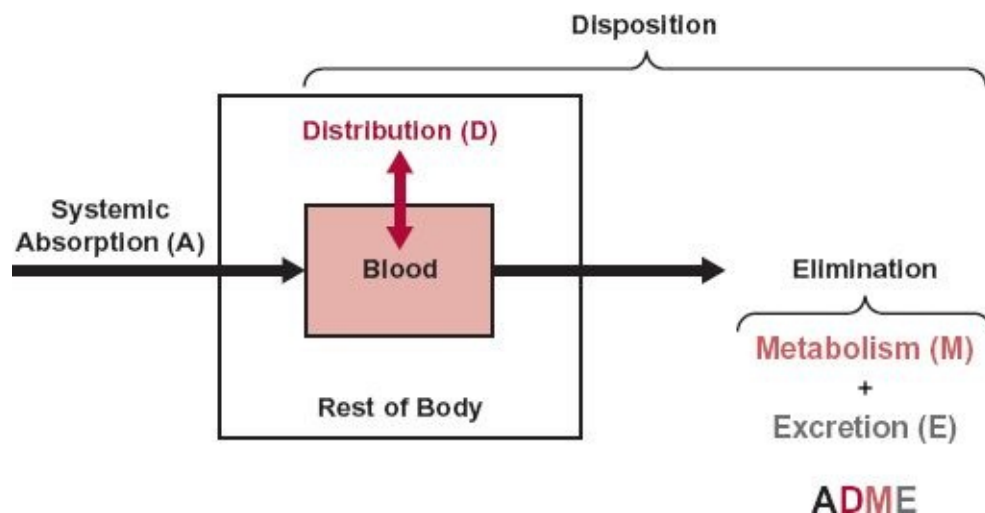 Disposition
Distribution (D)
Systemic
Absorption (A)
Blood
Elimination
Metabolism (M)
+
Excretion (E)
Rest of Body
ADME